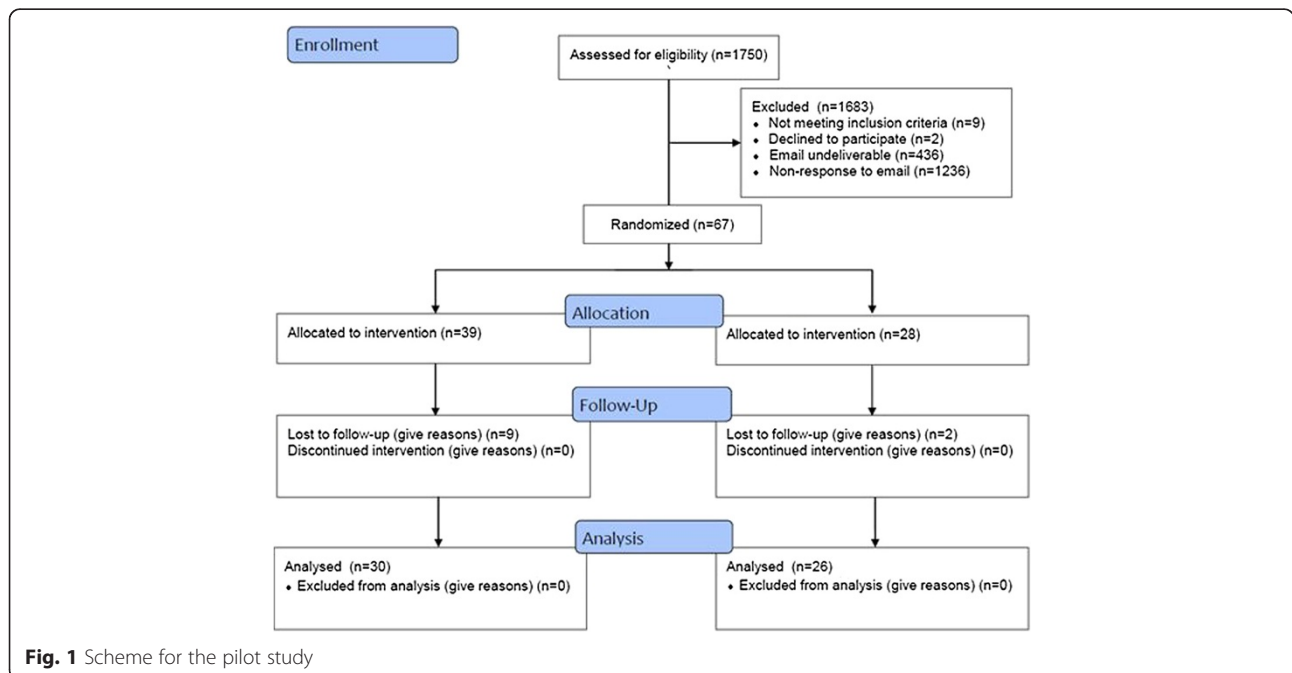 Enrollment
Assessed for eligibility (n=1750)
Excluded (n=1683)
• Not meeting inclusion criteria (n=9)
• Declined to participate (n=2)
• Email undeliverable (n=436)
• Non-response to email (n=1236)
Randomized (n=67)
Allocation
Allocated to intervention (n=39)
Allocated to intervention (n=28)
Follow-Up
Lost to follow-up (give reasons) (n=9)
Discontinued intervention (give reasons) (n=0)
Lost to follow-up (give reasons) (n=2)
Discontinued intervention (give reasons) (n=0)
Analysis
Analysed (n=30)
• Excluded from analysis (give reasons) (n=0)
Analysed (n=26)
• Excluded from analysis (give reasons) (n=0)
Fig. 1 Scheme for the pilot study